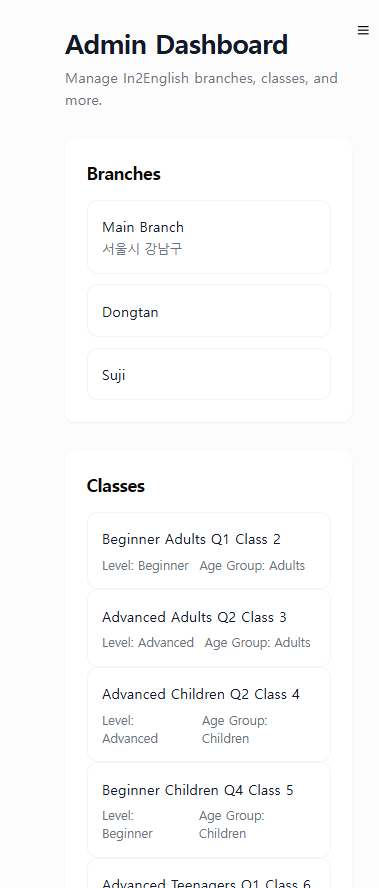 Admin Dashboard
Manage In2English branches, classes, and
more.
Branches
Main Branch
서울시 강남구
Dongtan
Suji
Classes
Beginner Adults Q1 Class 2
Level: Beginner Age Group: Adults
Advanced Adults Q2 Class 3
Level: Advanced Age Group: Adults
Advanced Children Q2 Class 4
Level: Age Group:
Advanced Children
Beginner Children Q4 Class 5
Level: Age Group:
Beginner Children
Advanced Teenagers Q1 Class 6